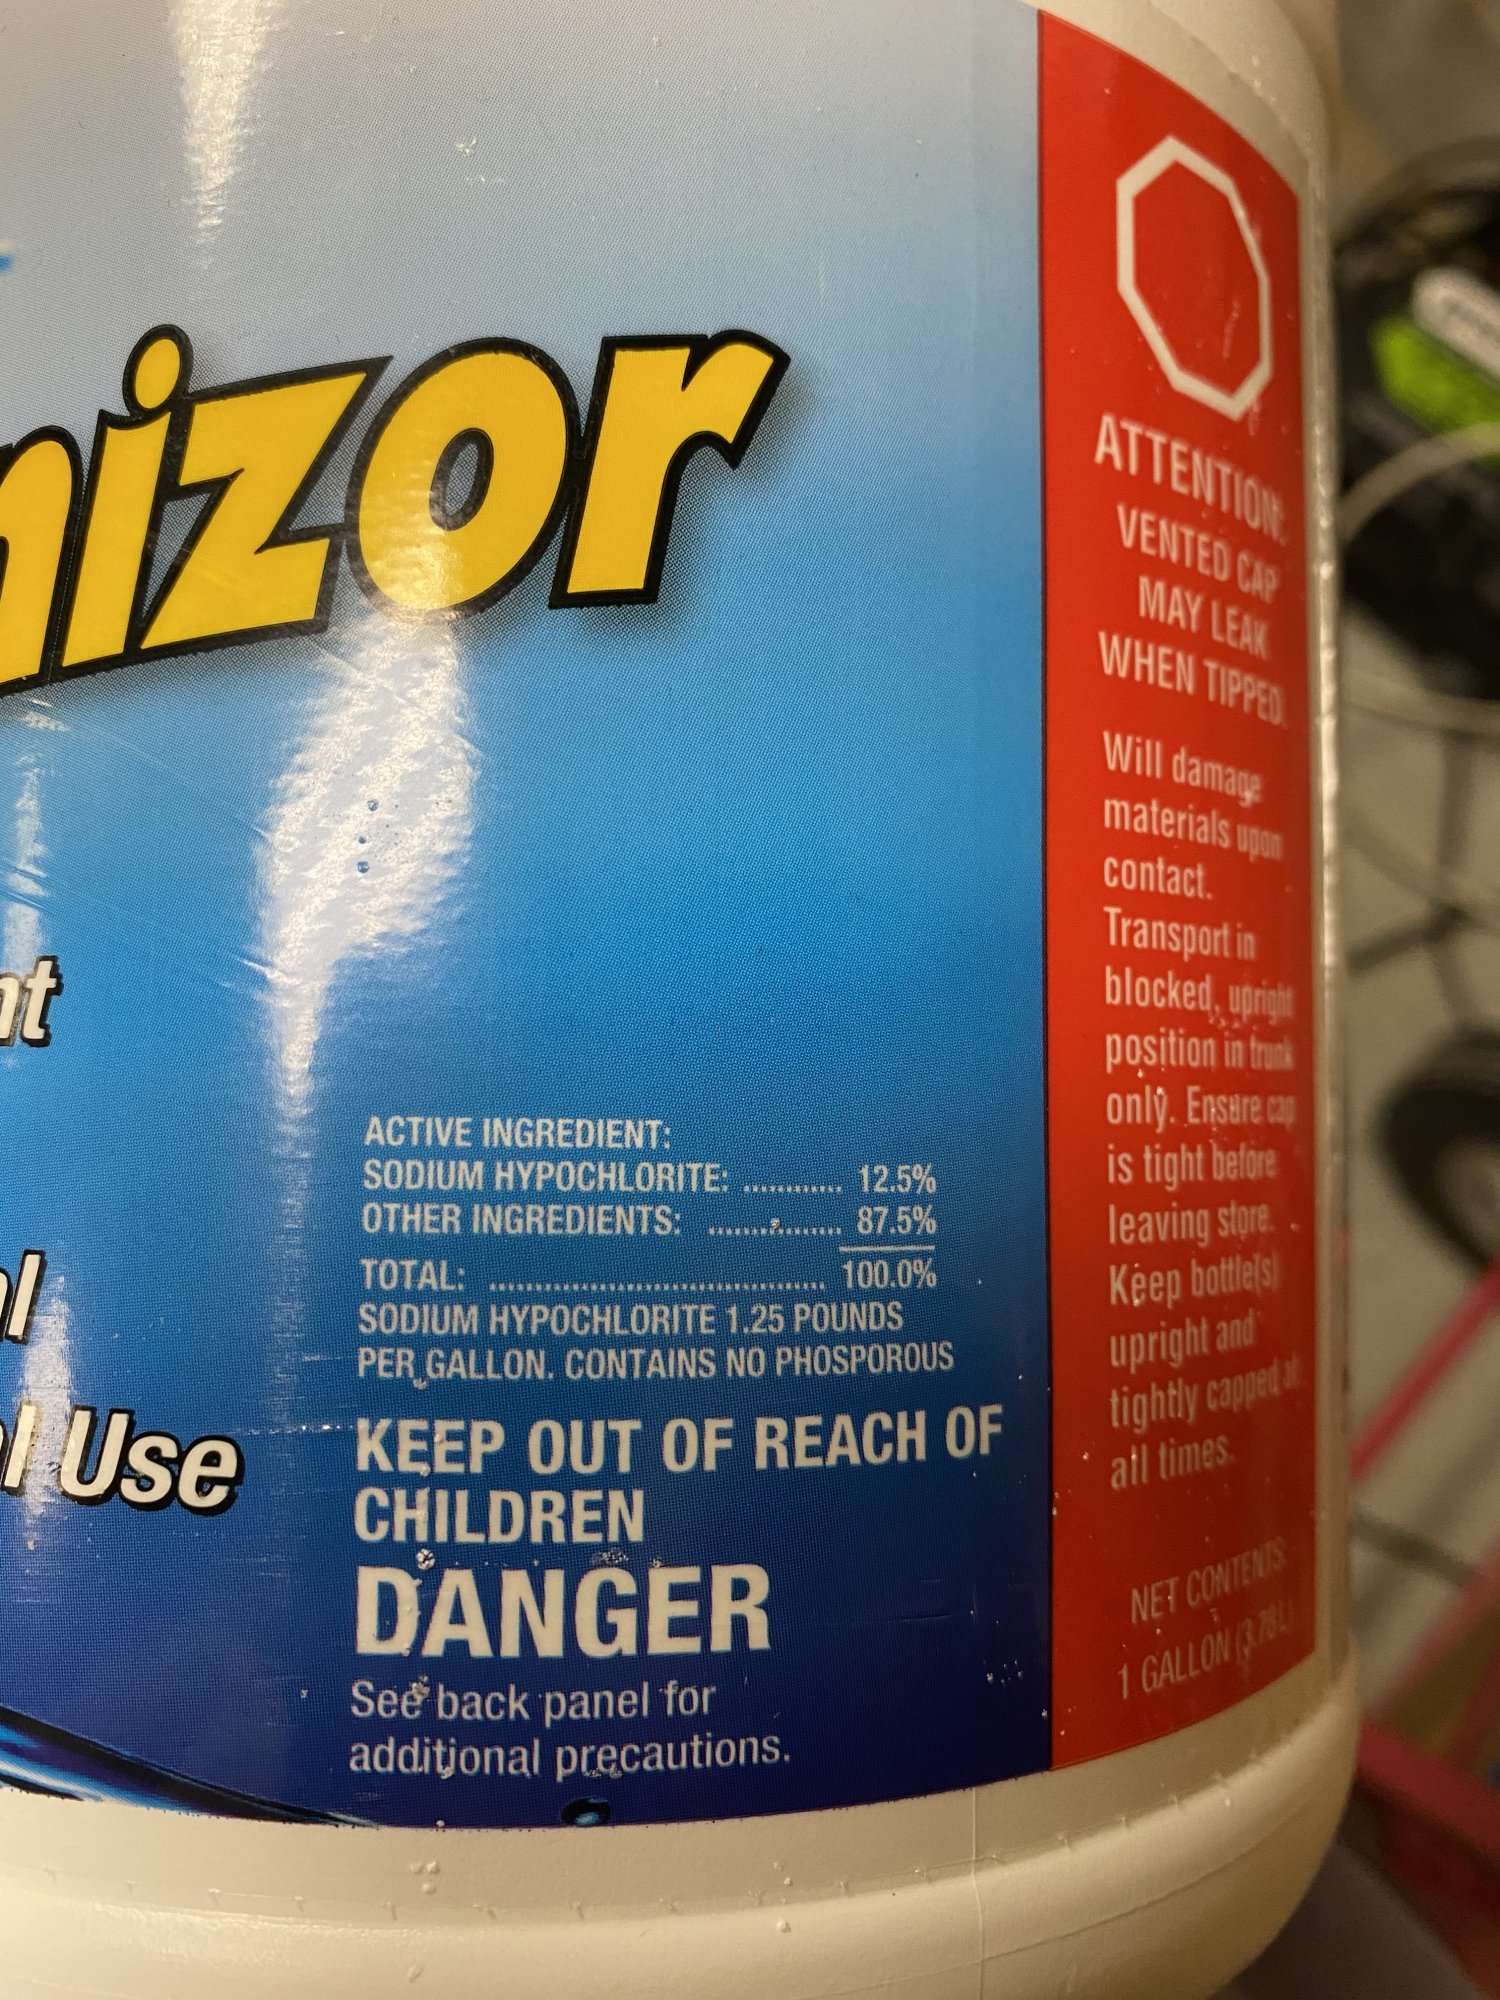 nizor
nt
al
al Use
ACTIVE INGREDIENT:
SODIUM HYPOCHLORITE: ............ 12.5%
OTHER INGREDIENTS: ................ 87.5%
TOTAL: ..................................... 100.0%
SODIUM HYPOCHLORITE 1.25 POUNDS
PER GALLON. CONTAINS NO PHOSPOROUS
KEEP OUT OF REACH OF
CHILDREN
DANGER
See back panel for
additional precautions.
ATTENTION:
VENTED CAP
MAY LEAK
WHEN TIPPED.
Will damage
materials upon
contact.
Transport in
blocked, upright
position in trunk
only. Ensure cap
is tight before
leaving store.
Keep bottle(s)
upright and
tightly capped at
all times.
NET CONTENTS
1 GALLON (3.78L)